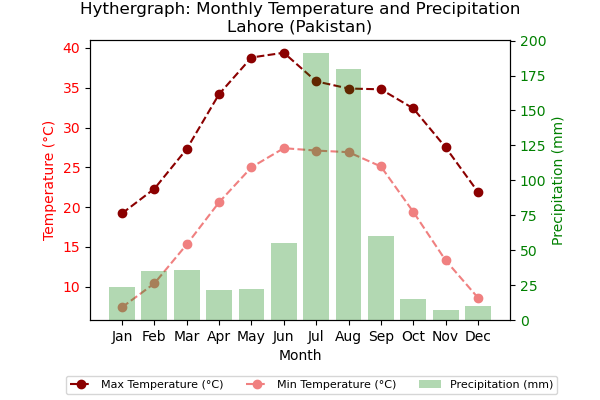 Hythergraph: Monthly Temperature and Precipitation
Lahore (Pakistan)
Temperature (°C)
40
35
30
25
20
15
10
Precipitation (mm)
200
175
150
125
100
75
50
25
0
Jan Feb Mar Apr May Jun Jul Aug Sep Oct Nov Dec
Month
Max Temperature (°C) Min Temperature (°C) Precipitation (mm)